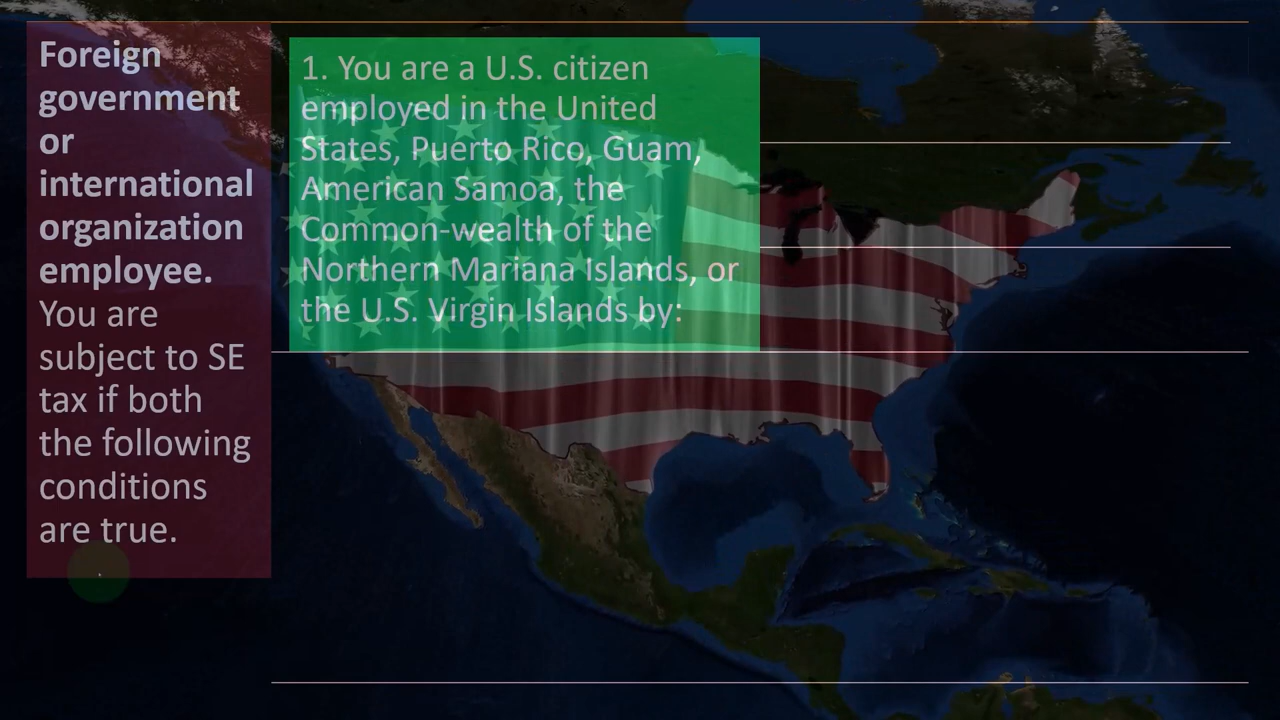 Foreign
government
or
international
organization
employee.
You are
subject to SE
tax if both
the following
conditions
are true.
1. You are a U.S. citizen
employed in the United
States, Puerto Rico, Guam,
American Samoa, the
Common-wealth of the
Northern Mariana Islands, or
the U.S. Virgin Islands by: